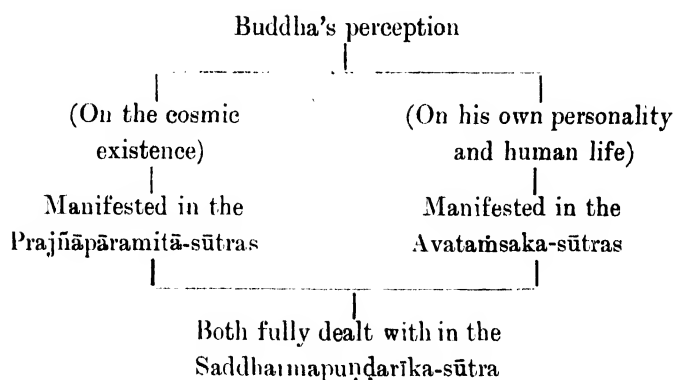 Buddha's perception
(On the cosmic existence)
(On his own personality and human life)
Manifested in the Prajñāpāramitā-sūtras
Manifested in the Avataṁsaka-sūtras
Both fully dealt with in the
Saddharmapuṇḍarīka-sūtra